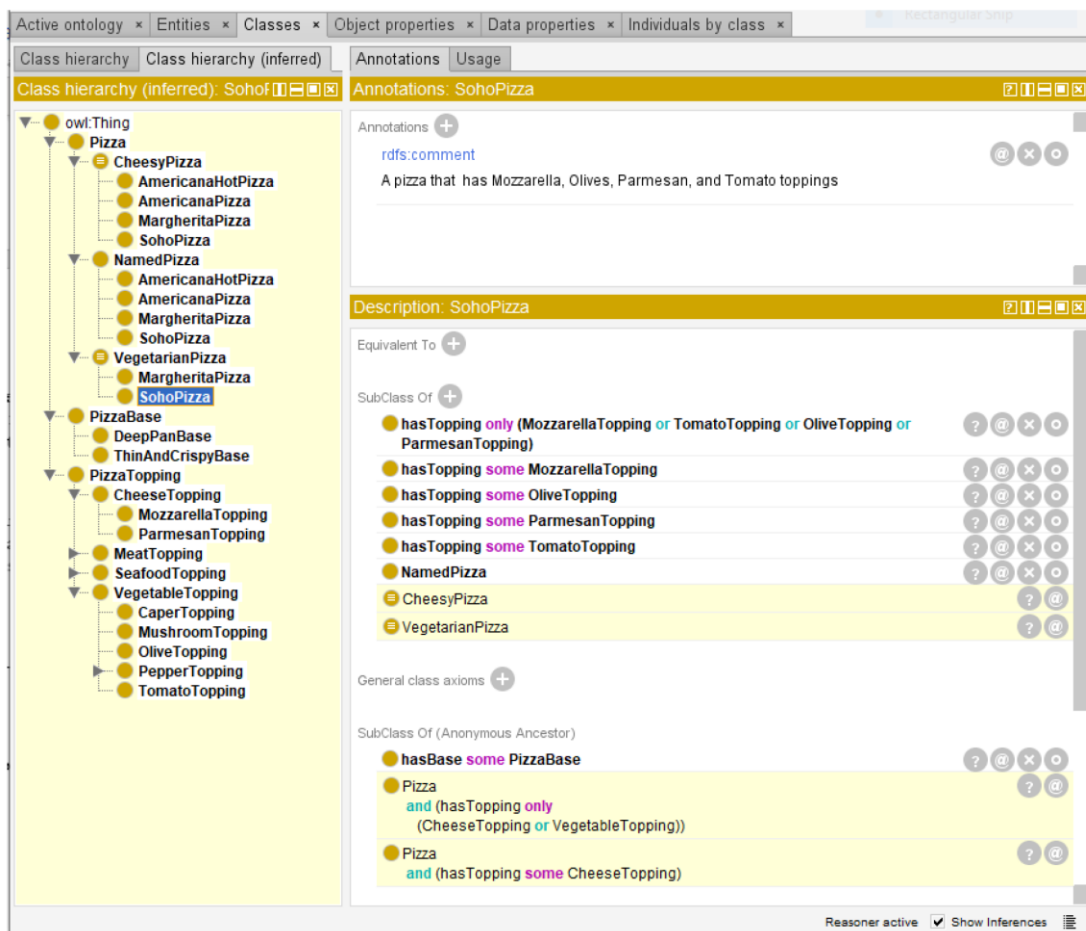 Rectangular Snip
Active ontology × Entities × Classes × Object properties × Data properties × Individuals by class ×
Class hierarchy Class hierarchy (inferred)
Class hierarchy (inferred): SohoF
owl:Thing
Pizza
CheesyPizza
AmericanaHotPizza
AmericanaPizza
MargheritaPizza
SohoPizza
NamedPizza
AmericanaHotPizza
AmericanaPizza
MargheritaPizza
SohoPizza
VegetarianPizza
MargheritaPizza
SohoPizza
PizzaBase
DeepPanBase
ThinAndCrispyBase
PizzaTopping
CheeseTopping
MozzarellaTopping
ParmesanTopping
MeatTopping
SeafoodTopping
VegetableTopping
CaperTopping
MushroomTopping
OliveTopping
PepperTopping
TomatoTopping
Annotations Usage
Annotations: SohoPizza
Annotations
rdfs:comment
A pizza that has Mozzarella, Olives, Parmesan, and Tomato toppings
Description: SohoPizza
Equivalent To
SubClass Of
hasTopping only (MozzarellaTopping or TomatoTopping or OliveTopping or
ParmesanTopping)
hasTopping some MozzarellaTopping
hasTopping some OliveTopping
hasTopping some ParmesanTopping
hasTopping some TomatoTopping
NamedPizza
CheesyPizza
VegetarianPizza
General class axioms
SubClass Of (Anonymous Ancestor)
hasBase some PizzaBase
Pizza
and (hasTopping only
(CheeseTopping or VegetableTopping))
Pizza
and (hasTopping some CheeseTopping)
Reasoner active Show Inferences